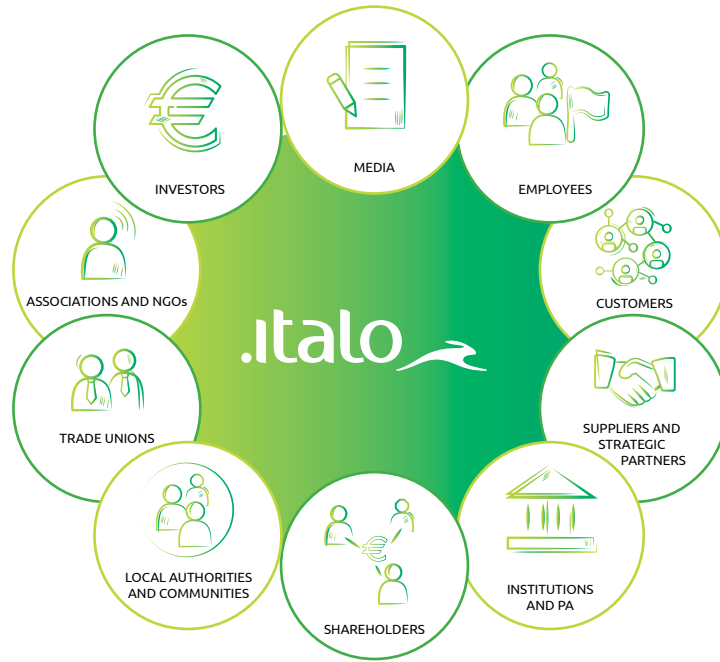 MEDIA
INVESTORS
EMPLOYEES
ASSOCIATIONS AND NGOs
CUSTOMERS
.italo
TRADE UNIONS
SUPPLIERS AND
STRATEGIC
PARTNERS
LOCAL AUTHORITIES
AND COMMUNITIES
INSTITUTIONS
AND PA
SHAREHOLDERS